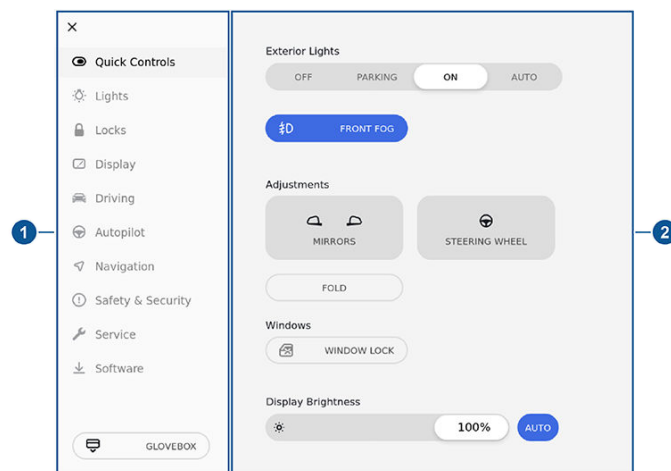 Quick Controls
Lights
Locks
Display
Driving
Autopilot
Navigation
Safety & Security
Service
Software
GLOVEBOX
1
Exterior Lights
OFF PARKING ON AUTO
FRONT FOG
Adjustments
MIRRORS STEERING WHEEL
FOLD
Windows
WINDOW LOCK
Display Brightness
100% AUTO
2